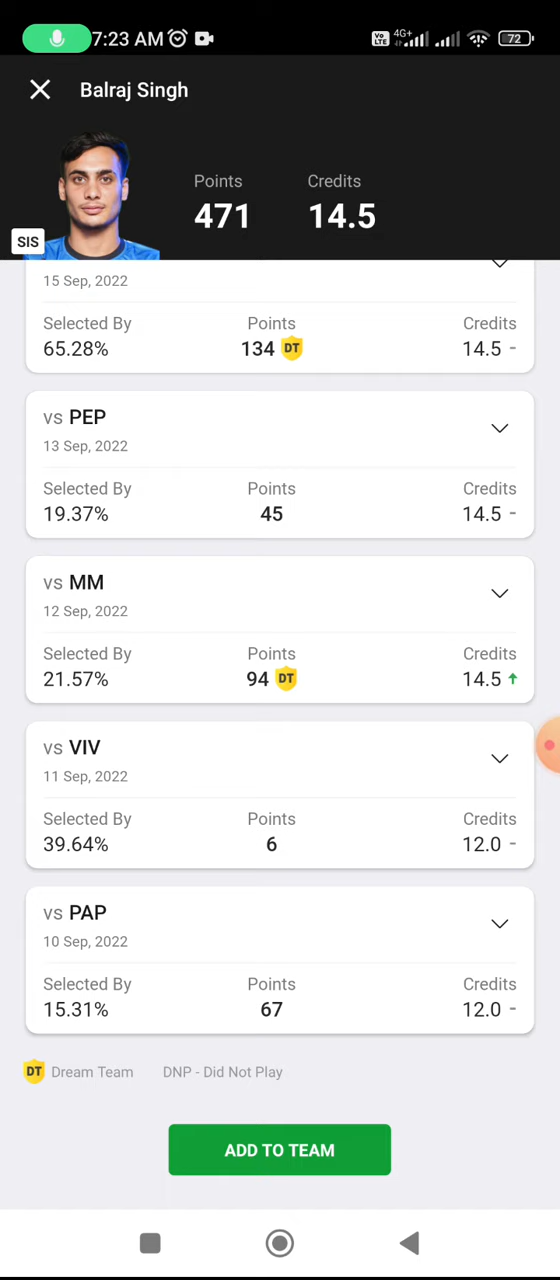 7:23 AM
Vo LTE 4G+ 72
Balraj Singh
Points Credits
471 14.5
SIS
15 Sep, 2022
Selected By Points Credits
65.28% 134 DT 14.5 -
vs PEP
13 Sep, 2022
Selected By Points Credits
19.37% 45 14.5 -
vs MM
12 Sep, 2022
Selected By Points Credits
21.57% 94 DT 14.5
vs VIV
11 Sep, 2022
Selected By Points Credits
39.64% 6 12.0 -
vs PAP
10 Sep, 2022
Selected By Points Credits
15.31% 67 12.0 -
DT Dream Team DNP - Did Not Play
ADD TO TEAM